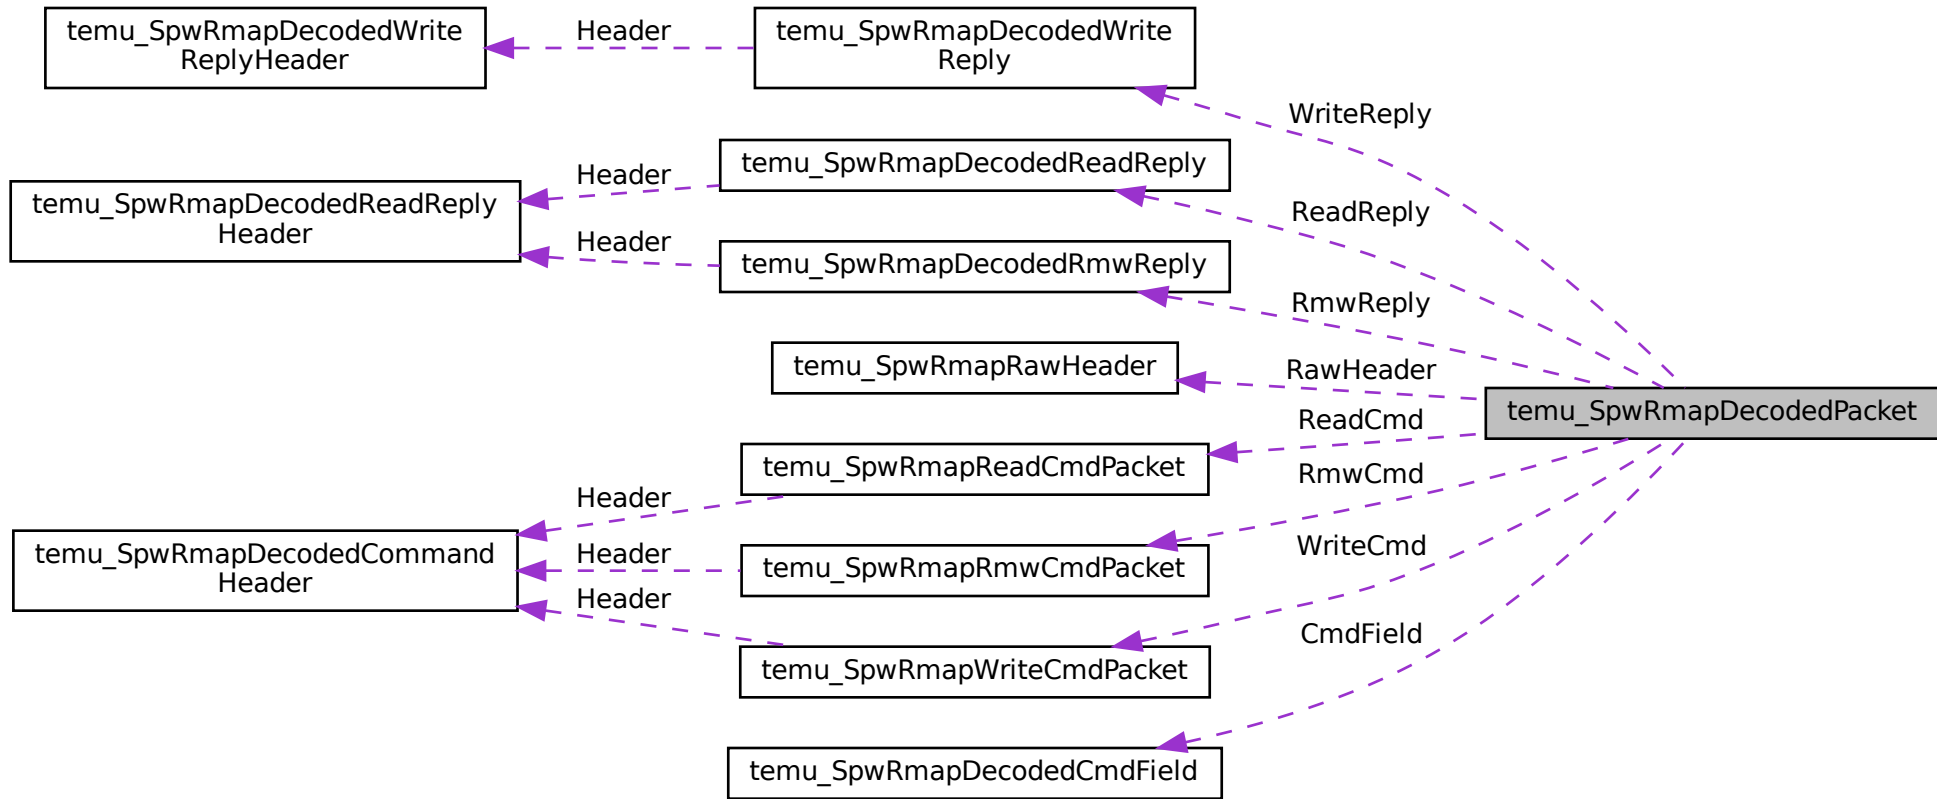 temu_SpwRmapDecodedWrite
ReplyHeader
Header
temu_SpwRmapDecodedWrite
Reply
WriteReply
temu_SpwRmapDecodedReadReply
Header
Header
temu_SpwRmapDecodedReadReply
Header
ReadReply
temu_SpwRmapDecodedRmwReply
Header
RmwReply
temu_SpwRmapRawHeader
RawHeader
temu_SpwRmapDecodedPacket
ReadCmd
temu_SpwRmapReadCmdPacket
Header
RmwCmd
temu_SpwRmapDecodedCommand
Header
Header
temu_SpwRmapRmwCmdPacket
WriteCmd
Header
temu_SpwRmapWriteCmdPacket
CmdField
temu_SpwRmapDecodedCmdField